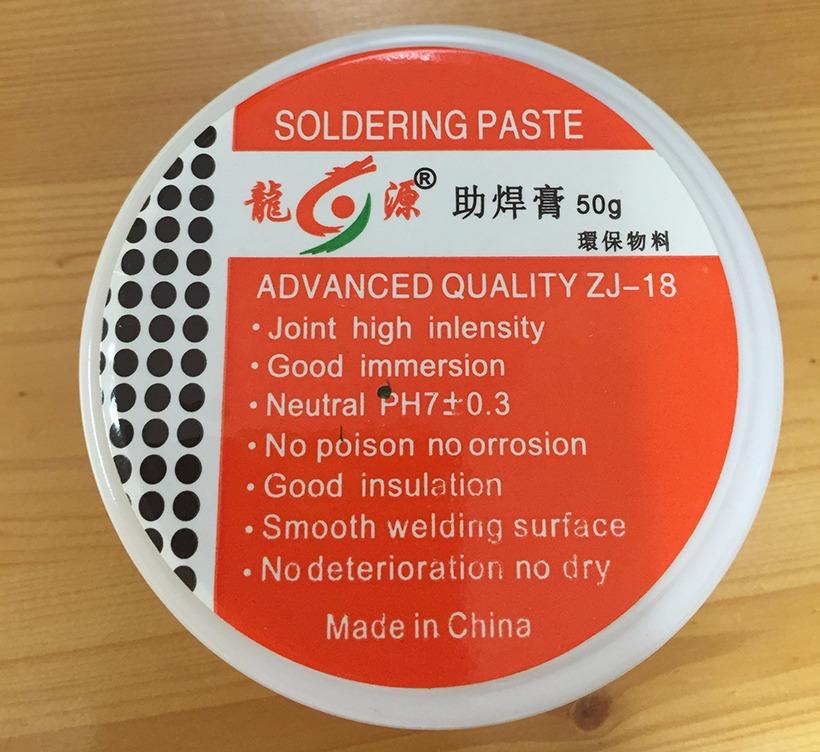 SOLDERING PASTE
龍 源® 助焊膏 50g
環保物料
ADVANCED QUALITY ZJ-18
• Joint high inlensity
• Good immersion
• Neutral PH7±0.3
• No poison no orrosion
• Good insulation
• Smooth welding surface
• No deterioration no dry
Made in China